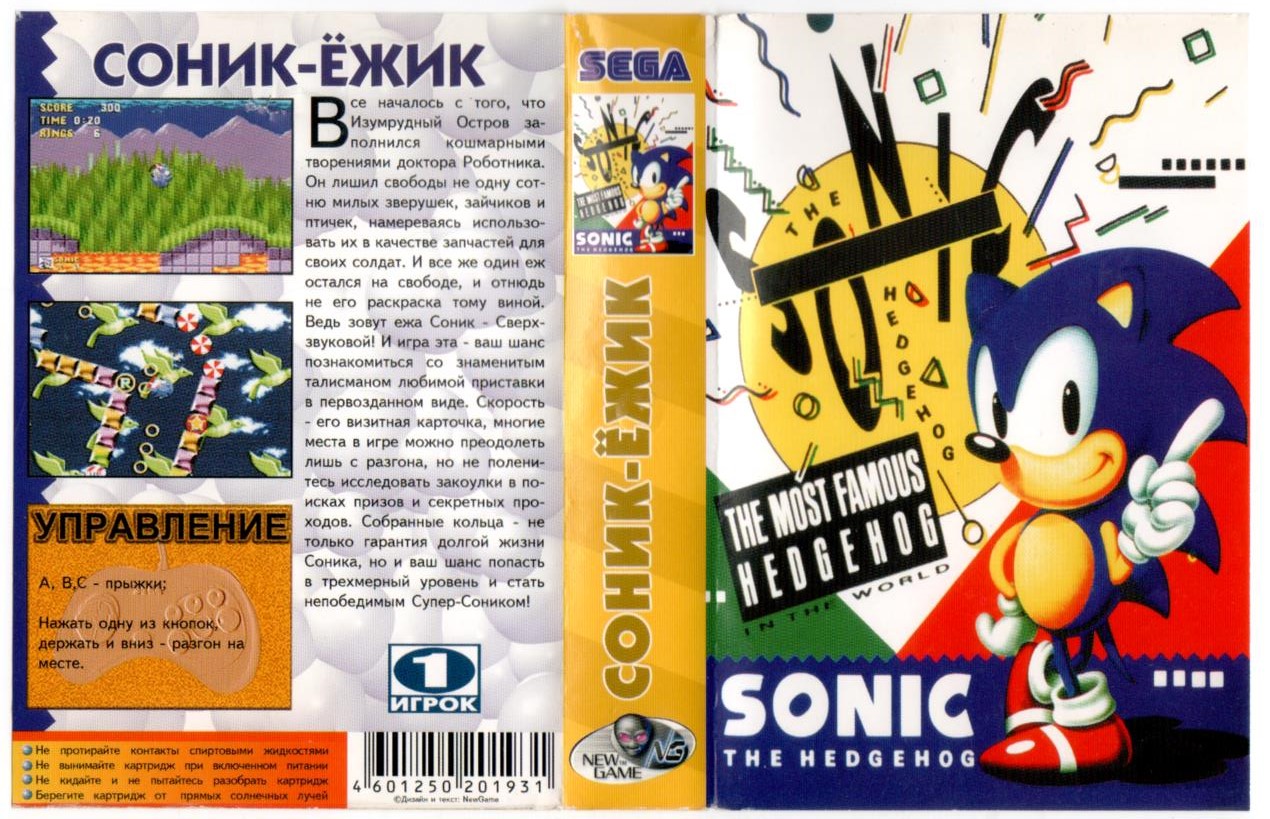 СОНИК-ЁЖИК
SCORE 300
TIME 0:20
RINGS 6
SONIC
Все началось с того, что
Изумрудный Остров за-
полнился кошмарными
творениями доктора Роботника.
Он лишил свободы не одну сот-
ню милых зверушек, зайчиков и
птичек, намереваясь использо-
вать их в качестве запчастей для
своих солдат. И все же один еж
остался на свободе, и отнюдь
не его раскраска тому виной.
Ведь зовут ежа Соник - Сверх-
звуковой! И игра эта - ваш шанс
познакомиться со знаменитым
талисманом любимой приставки
в первозданном виде. Скорость
- его визитная карточка, многие
места в игре можно преодолеть
лишь с разгона, но не полени-
тесь исследовать закоулки в по-
исках призов и секретных про-
ходов. Собранные кольца - не
только гарантия долгой жизни
Соника, но и ваш шанс попасть
в трехмерный уровень и стать
непобедимым Супер-Соником!
R
УПРАВЛЕНИЕ
A, B,C - прыжки;
Нажать одну из кнопок,
держать и вниз - разгон на
месте.
1
ИГРОК
Не протирайте контакты спиртовыми жидкостями
Не вынимайте картридж при включенном питании
Не кидайте и не пытайтесь разобрать картридж
Берегите картридж от прямых солнечных лучей
4 601250 201931
©Дизайн и текст: NewGame
SEGA
SONIC
THE MOST FAMOUS
HEDGEHOG
SONIC
THE HEDGEHOG
СОНИК-ЁЖИК
NEW GAME™
NG
THE
SONIC
HEDGEHOG
THE MOST FAMOUS
HEDGEHOG
IN THE WORLD
SONIC
THE HEDGEHOG